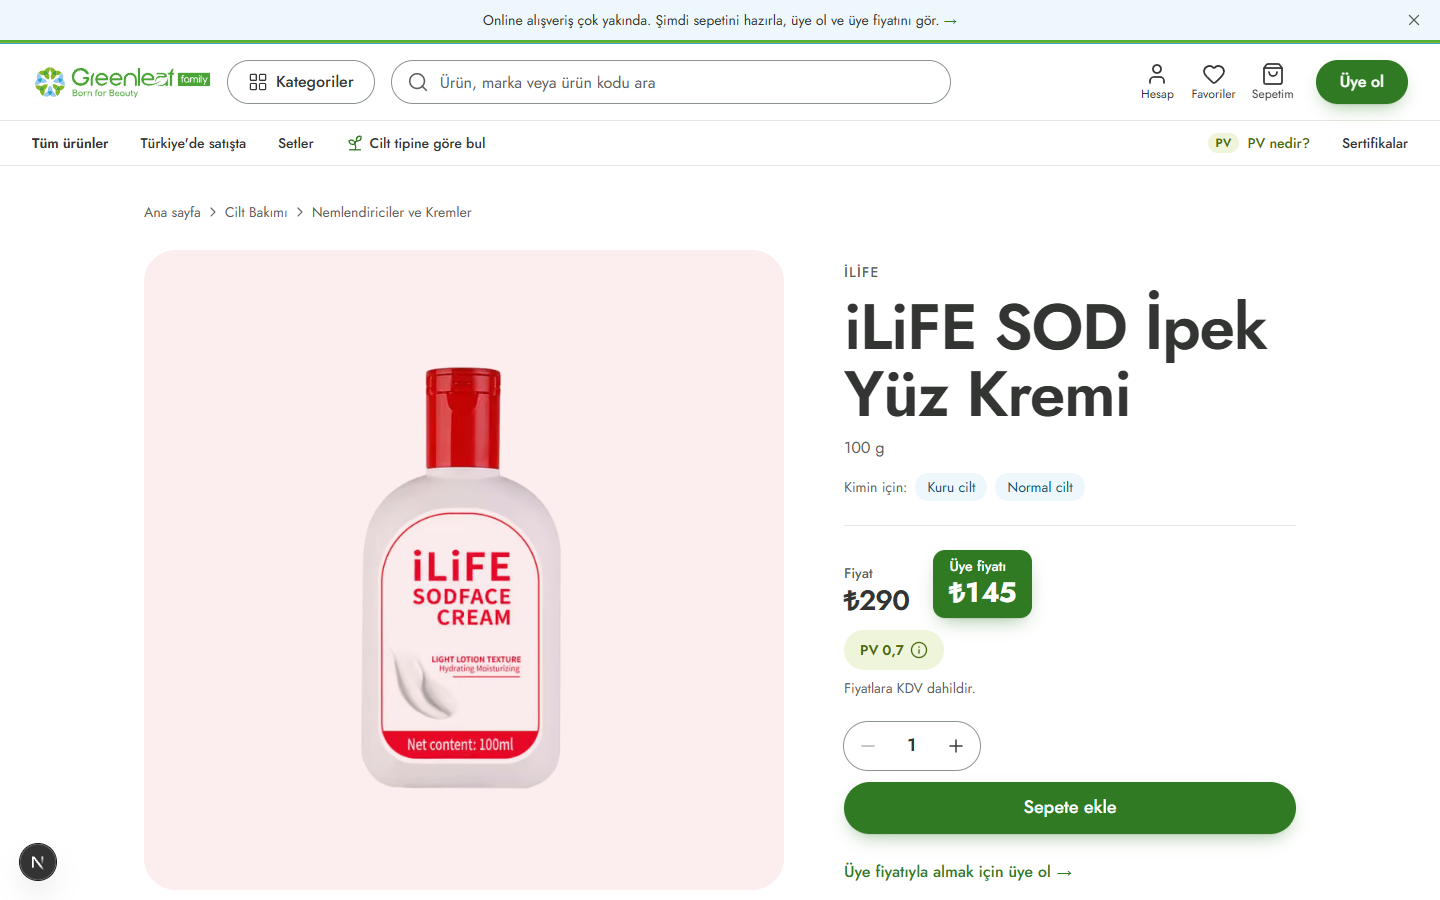 Online alışveriş çok yakında. Şimdi sepetini hazırla, üye ol ve üye fiyatını gör. →
Greenleaf family
Born for Beauty
Kategoriler
Ürün, marka veya ürün kodu ara
Hesap
Favoriler
Sepetim
Üye ol
Tüm ürünler
Türkiye'de satışta
Setler
Cilt tipine göre bul
PV PV nedir?
Sertifikalar
Ana sayfa > Cilt Bakımı > Nemlendiriciler ve Kremler
iLiFE
SODFACE
CREAM
LIGHT LOTION TEXTURE
Hydrating Moisturizing
Net content: 100ml
N
İLİFE
iLiFE SOD İpek
Yüz Kremi
100 g
Kimin için: Kuru cilt Normal cilt
Fiyat
₺290
Üye fiyatı
₺145
PV 0,7
Fiyatlara KDV dahildir.
1
Sepete ekle
Üye fiyatıyla almak için üye ol →